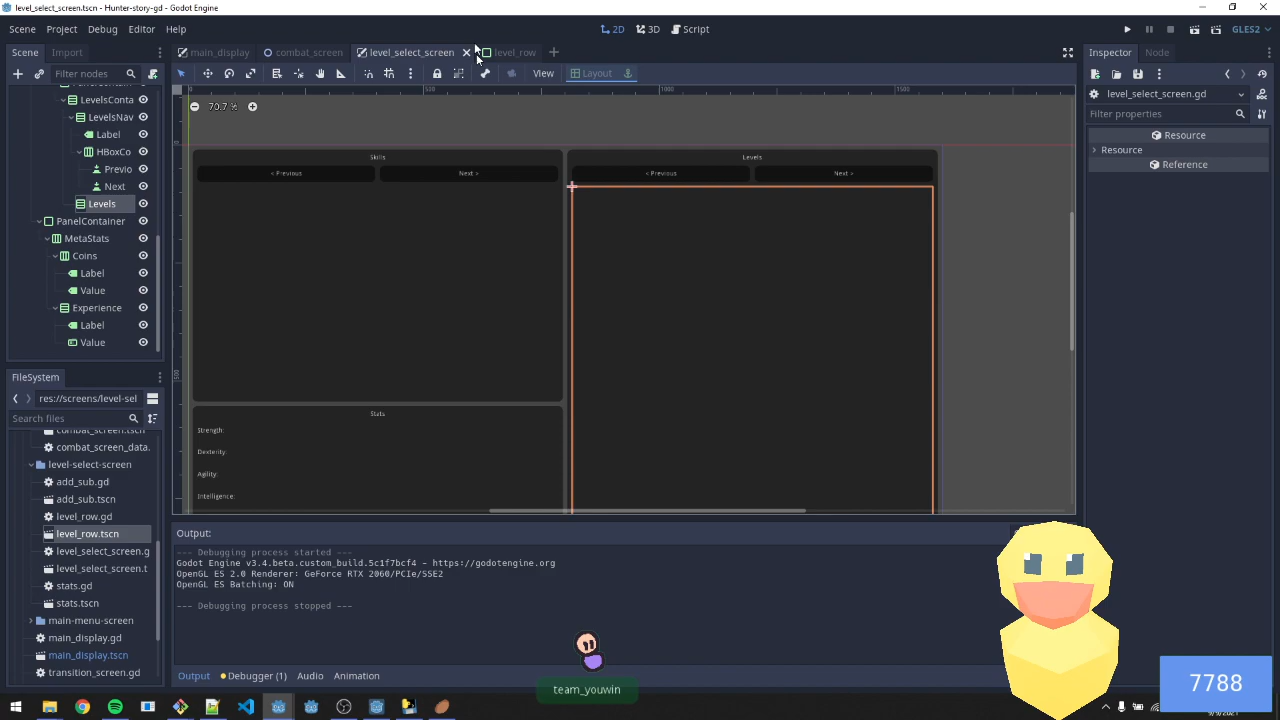 level_select_screen.tscn - Hunter-story-gd - Godot Engine
Scene Project Debug Editor Help
2D 3D Script
GLES2
Scene Import
main_display combat_screen level_select_screen level_row
Inspector Node
Filter nodes
View Layout
level_select_screen.gd
Filter properties
Resource
Resource
Reference
LevelsConta
LevelsNav
Label
HBoxCo
Previo
Next
Levels
PanelContainer
MetaStats
Coins
Label
Value
Experience
Label
Value
500
1000
1500
500
70.7 %
Skills
< Previous Next >
Stats
Strength:
Dexterity:
Agility:
Intelligence:
Levels
< Previous Next >
FileSystem
res://screens/level-sel
Search files
combat_screen.tscn
combat_screen_data.
level-select-screen
add_sub.gd
add_sub.tscn
level_row.gd
level_row.tscn
level_select_screen.g
level_select_screen.t
stats.gd
stats.tscn
main-menu-screen
main_display.gd
main_display.tscn
transition_screen.gd
Output:
--- Debugging process started ---
Godot Engine v3.4.beta.custom_build.5c1f7bcf4 - https://godotengine.org
OpenGL ES 2.0 Renderer: GeForce RTX 2060/PCIe/SSE2
OpenGL ES Batching: ON
--- Debugging process stopped ---
Output Debugger (1) Audio Animation
team_youwin
7788